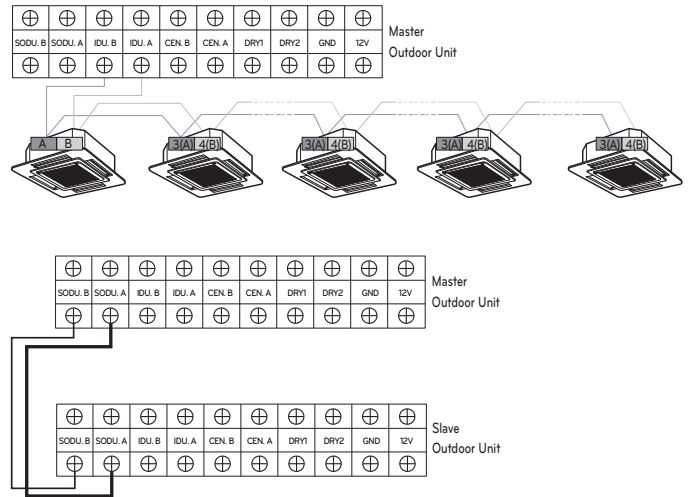 SODU. B SODU. A IDU. B IDU. A CEN. B CEN. A DRY1 DRY2 GND 12V
Master
Outdoor Unit
A B 3(A) 4(B) 3(A) 4(B) 3(A) 4(B) 3(A) 4(B)
SODU. B SODU. A IDU. B IDU. A CEN. B CEN. A DRY1 DRY2 GND 12V
Master
Outdoor Unit
SODU. B SODU. A IDU. B IDU. A CEN. B CEN. A DRY1 DRY2 GND 12V
Slave
Outdoor Unit